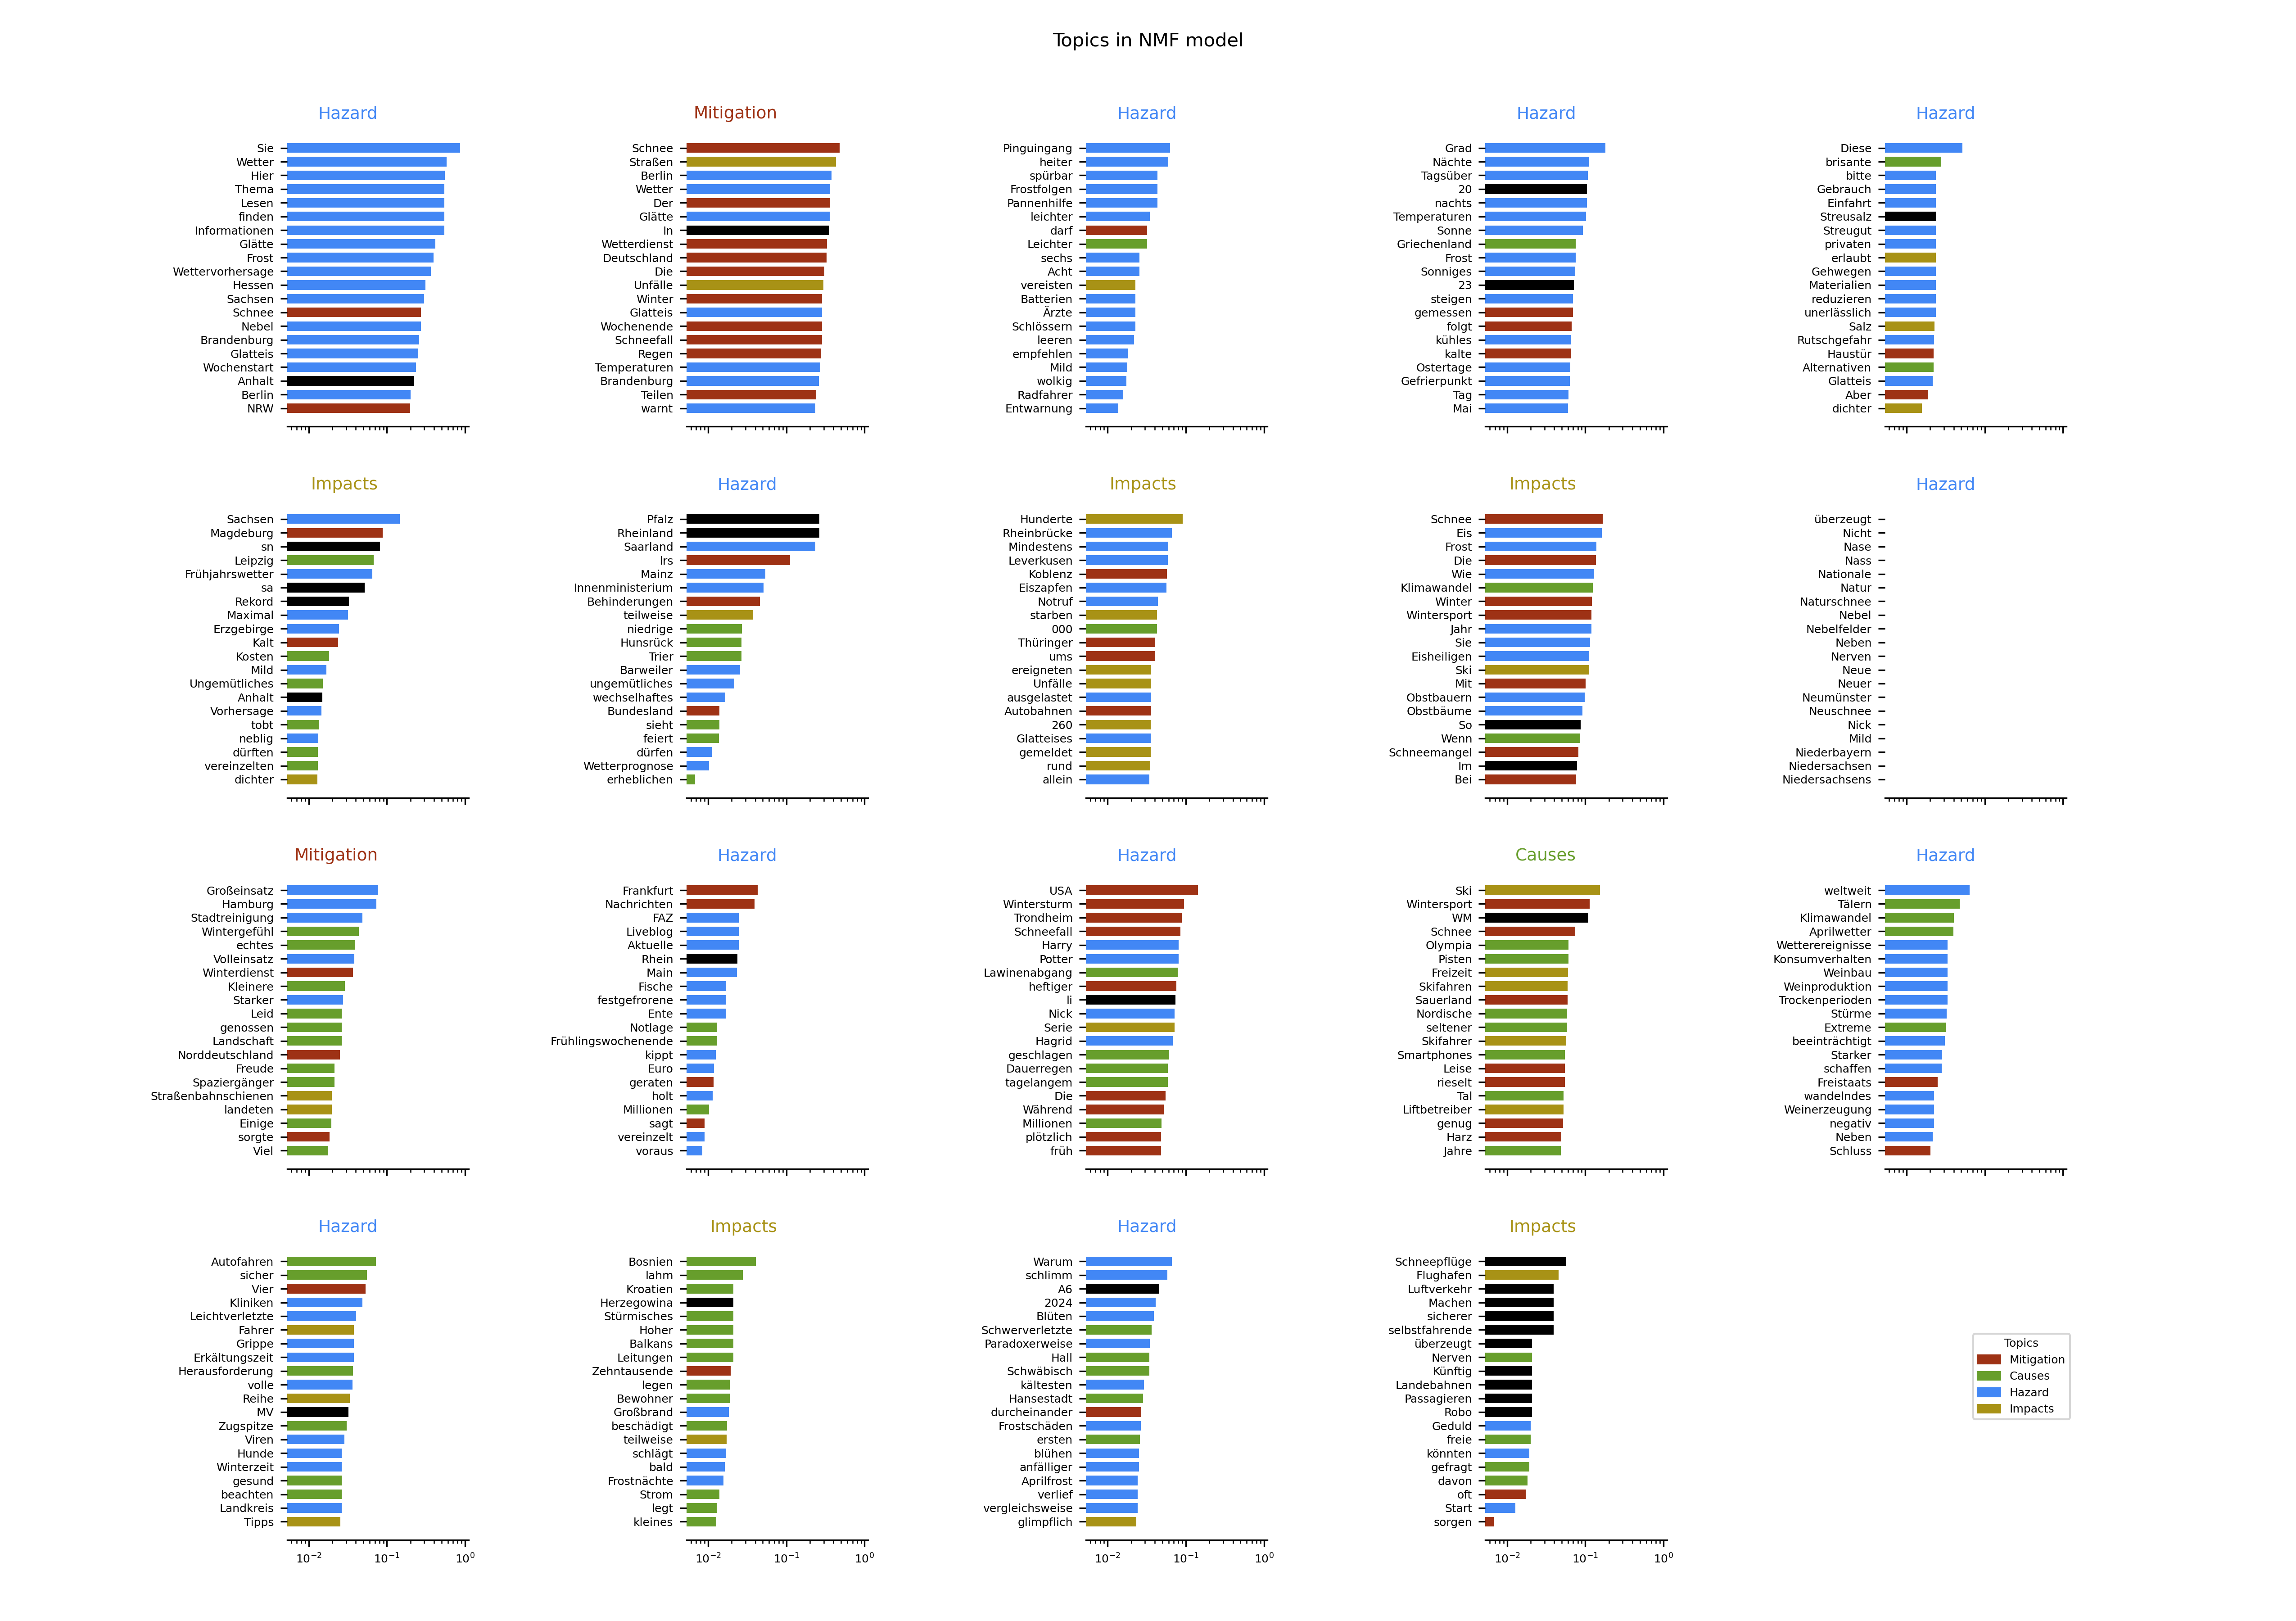 Topics in NMF model
Hazard
Sie
Wetter
Hier
Thema
Lesen
finden
Informationen
Glätte
Frost
Wettervorhersage
Hessen
Sachsen
Schnee
Nebel
Brandenburg
Glatteis
Wochenstart
Anhalt
Berlin
NRW
Mitigation
Schnee
Straßen
Berlin
Wetter
Der
Glätte
In
Wetterdienst
Deutschland
Die
Unfälle
Winter
Glatteis
Wochenende
Schneefall
Regen
Temperaturen
Brandenburg
Teilen
warnt
Hazard
Pinguingang
heiter
spürbar
Frostfolgen
Pannenhilfe
leichter
darf
Leichter
sechs
Acht
vereisten
Batterien
Ärzte
Schlössern
leeren
empfehlen
Mild
wolkig
Radfahrer
Entwarnung
Hazard
Grad
Nächte
Tagsüber
20
nachts
Temperaturen
Sonne
Griechenland
Frost
Sonniges
23
steigen
gemessen
folgt
kühles
kalte
Ostertage
Gefrierpunkt
Tag
Mai
Hazard
Diese
brisante
bitte
Gebrauch
Einfahrt
Streusalz
Streugut
privaten
erlaubt
Gehwegen
Materialien
reduzieren
unerlässlich
Salz
Rutschgefahr
Haustür
Alternativen
Glatteis
Aber
dichter
Impacts
Sachsen
Magdeburg
sn
Leipzig
Frühjahrswetter
sa
Rekord
Maximal
Erzgebirge
Kalt
Kosten
Mild
Ungemütliches
Anhalt
Vorhersage
tobt
neblig
dürften
vereinzelten
dichter
Hazard
Pfalz
Rheinland
Saarland
lrs
Mainz
Innenministerium
Behinderungen
teilweise
niedrige
Hunsrück
Trier
Barweiler
ungemütliches
wechselhaftes
Bundesland
sieht
feiert
dürfen
Wetterprognose
erheblichen
Impacts
Hunderte
Rheinbrücke
Mindestens
Leverkusen
Koblenz
Eiszapfen
Notruf
starben
000
Thüringer
ums
ereigneten
Unfälle
ausgelastet
Autobahnen
260
Glatteises
gemeldet
rund
allein
Impacts
Schnee
Eis
Frost
Die
Wie
Klimawandel
Winter
Wintersport
Jahr
Sie
Eisheiligen
Ski
Mit
Obstbauern
Obstbäume
So
Wenn
Schneemangel
Im
Bei
Hazard
überzeugt
Nicht
Nase
Nass
Nationale
Natur
Naturschnee
Nebel
Nebelfelder
Neben
Nerven
Neue
Neuer
Neumünster
Neuschnee
Nick
Mild
Niederbayern
Niedersachsen
Niedersachsens
Mitigation
Großeinsatz
Hamburg
Stadtreinigung
Wintergefühl
echtes
Volleinsatz
Winterdienst
Kleinere
Starker
Leid
genossen
Landschaft
Norddeutschland
Freude
Spaziergänger
Straßenbahnschienen
landeten
Einige
sorgte
Viel
Hazard
Frankfurt
Nachrichten
FAZ
Liveblog
Aktuelle
Rhein
Main
Fische
festgefrorene
Ente
Notlage
Frühlingswochenende
kippt
Euro
geraten
holt
Millionen
sagt
vereinzelt
voraus
Hazard
USA
Wintersturm
Trondheim
Schneefall
Harry
Potter
Lawinenabgang
heftiger
li
Nick
Serie
Hagrid
geschlagen
Dauerregen
tagelangem
Die
Während
Millionen
plötzlich
früh
Causes
Ski
Wintersport
WM
Schnee
Olympia
Pisten
Freizeit
Skifahren
Sauerland
Nordische
seltener
Skifahrer
Smartphones
Leise
rieselt
Tal
Liftbetreiber
genug
Harz
Jahre
Hazard
weltweit
Tälern
Klimawandel
Aprilwetter
Wetterereignisse
Konsumverhalten
Weinbau
Weinproduktion
Trockenperioden
Stürme
Extreme
beeinträchtigt
Starker
schaffen
Freistaats
wandelndes
Weinerzeugung
negativ
Neben
Schluss
Hazard
Autofahren
sicher
Vier
Kliniken
Leichtverletzte
Fahrer
Grippe
Erkältungszeit
Herausforderung
volle
Reihe
MV
Zugspitze
Viren
Hunde
Winterzeit
gesund
beachten
Landkreis
Tipps
10⁻² 10⁻¹ 10⁰
Impacts
Bosnien
lahm
Kroatien
Herzegowina
Stürmisches
Hoher
Balkans
Leitungen
Zehntausende
legen
Bewohner
Großbrand
beschädigt
teilweise
schlägt
bald
Frostnächte
Strom
legt
kleines
10⁻² 10⁻¹ 10⁰
Hazard
Warum
schlimm
A6
2024
Blüten
Schwerverletzte
Paradoxerweise
Hall
Schwäbisch
kältesten
Hansestadt
durcheinander
Frostschäden
ersten
blühen
anfälliger
Aprilfrost
verlief
vergleichsweise
glimpflich
10⁻² 10⁻¹ 10⁰
Impacts
Schneepflüge
Flughafen
Luftverkehr
Machen
sicherer
selbstfahrende
überzeugt
Nerven
Künftig
Landebahnen
Passagieren
Robo
Geduld
freie
könnten
gefragt
davon
oft
Start
sorgen
10⁻² 10⁻¹ 10⁰
Topics
Mitigation
Causes
Hazard
Impacts